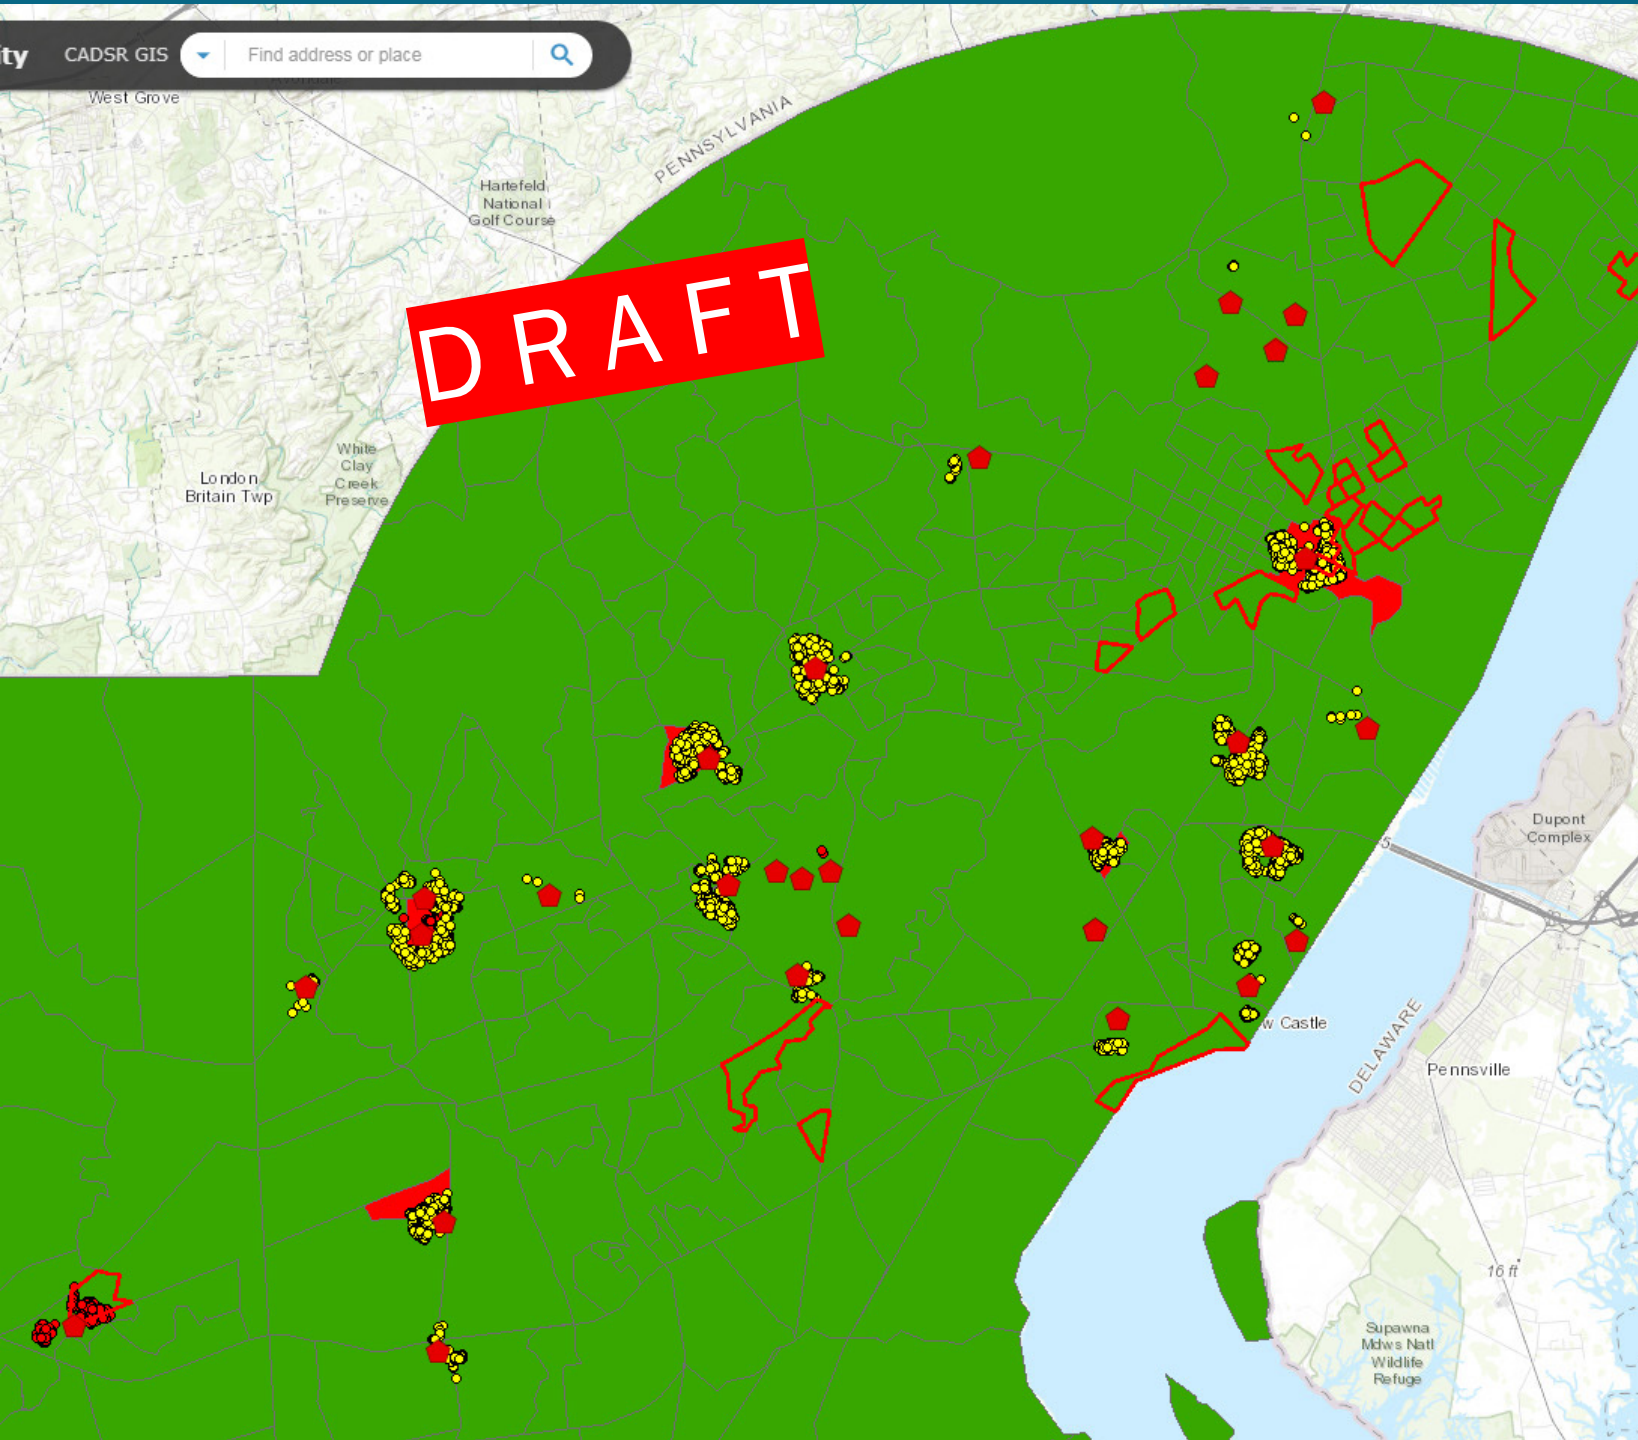 ity CADSR GIS Find address or place
West Grove
PENNSYLVANIA
Hartefeld
National
Golf Course
DRAFT
White
Clay
Creek
Preserve
London
Britain Twp
Dupont
Complex
w Castle
DELAWARE
Pennsville
16 ft
Supawna
Mdws Natl
Wildlife
Refuge